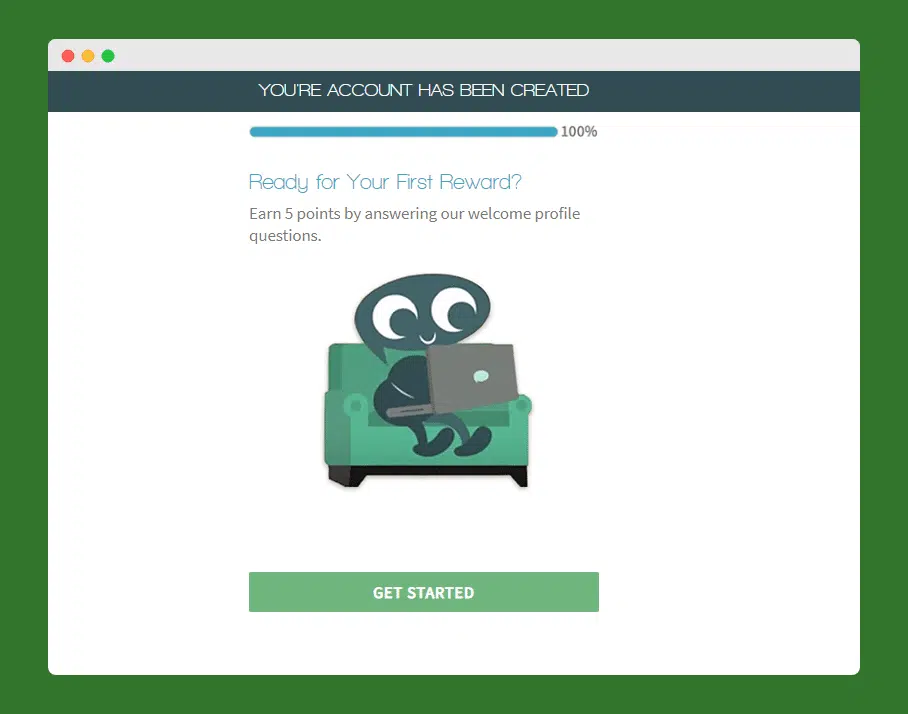 YOU'RE ACCOUNT HAS BEEN CREATED
100%
Ready for Your First Reward?
Earn 5 points by answering our welcome profile
questions.
GET STARTED